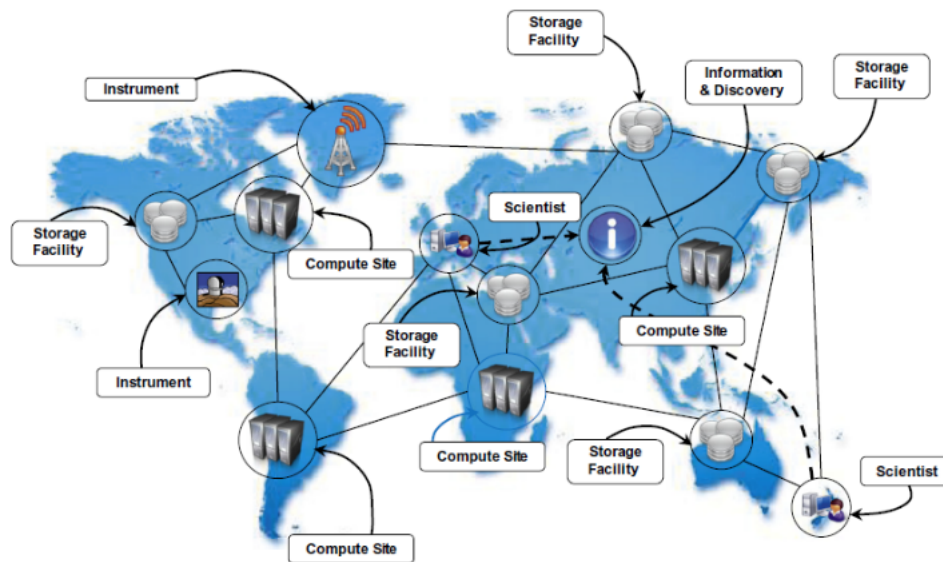 Storage
Facility
Information
& Discovery
Storage
Facility
Instrument
Scientist
Storage
Facility
Compute Site
Storage
Facility
Compute Site
Instrument
Compute Site
Storage
Facility
Scientist
Compute Site